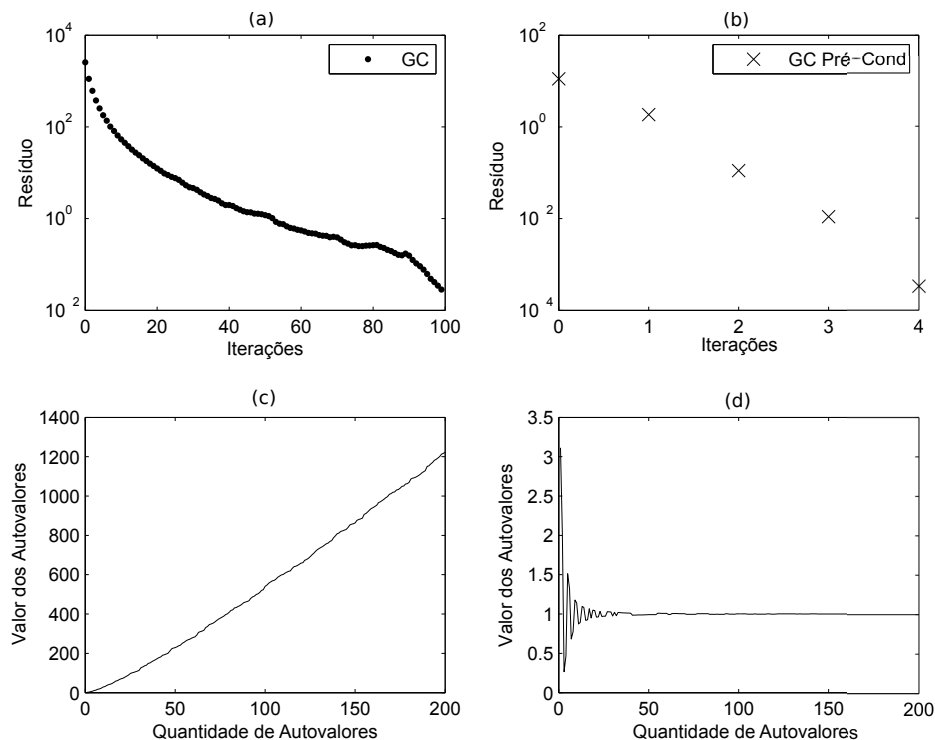 (a)
10^4
10^2
10^0
10^2
Resíduo
GC
0 20 40 60 80 100
Iterações
(b)
10^2
10^0
10^2
10^4
Resíduo
GC Pré-Cond
0 1 2 3 4
Iterações
(c)
1400
1200
1000
800
600
400
200
0
Valor dos Autovalores
0 50 100 150 200
Quantidade de Autovalores
(d)
3.5
3
2.5
2
1.5
1
0.5
0
Valor dos Autovalores
0 50 100 150 200
Quantidade de Autovalores